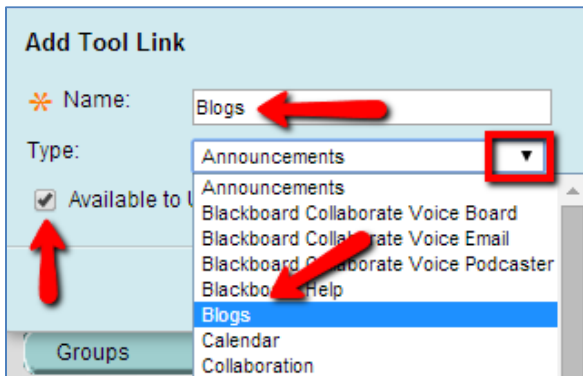 Add Tool Link
Name: Blogs
Type: Announcements
Available to
Announcements
Blackboard Collaborate Voice Board
Blackboard Collaborate Voice Email
Blackboard Collaborate Voice Podcaster
Blackboard Help
Blogs
Calendar
Collaboration
Groups